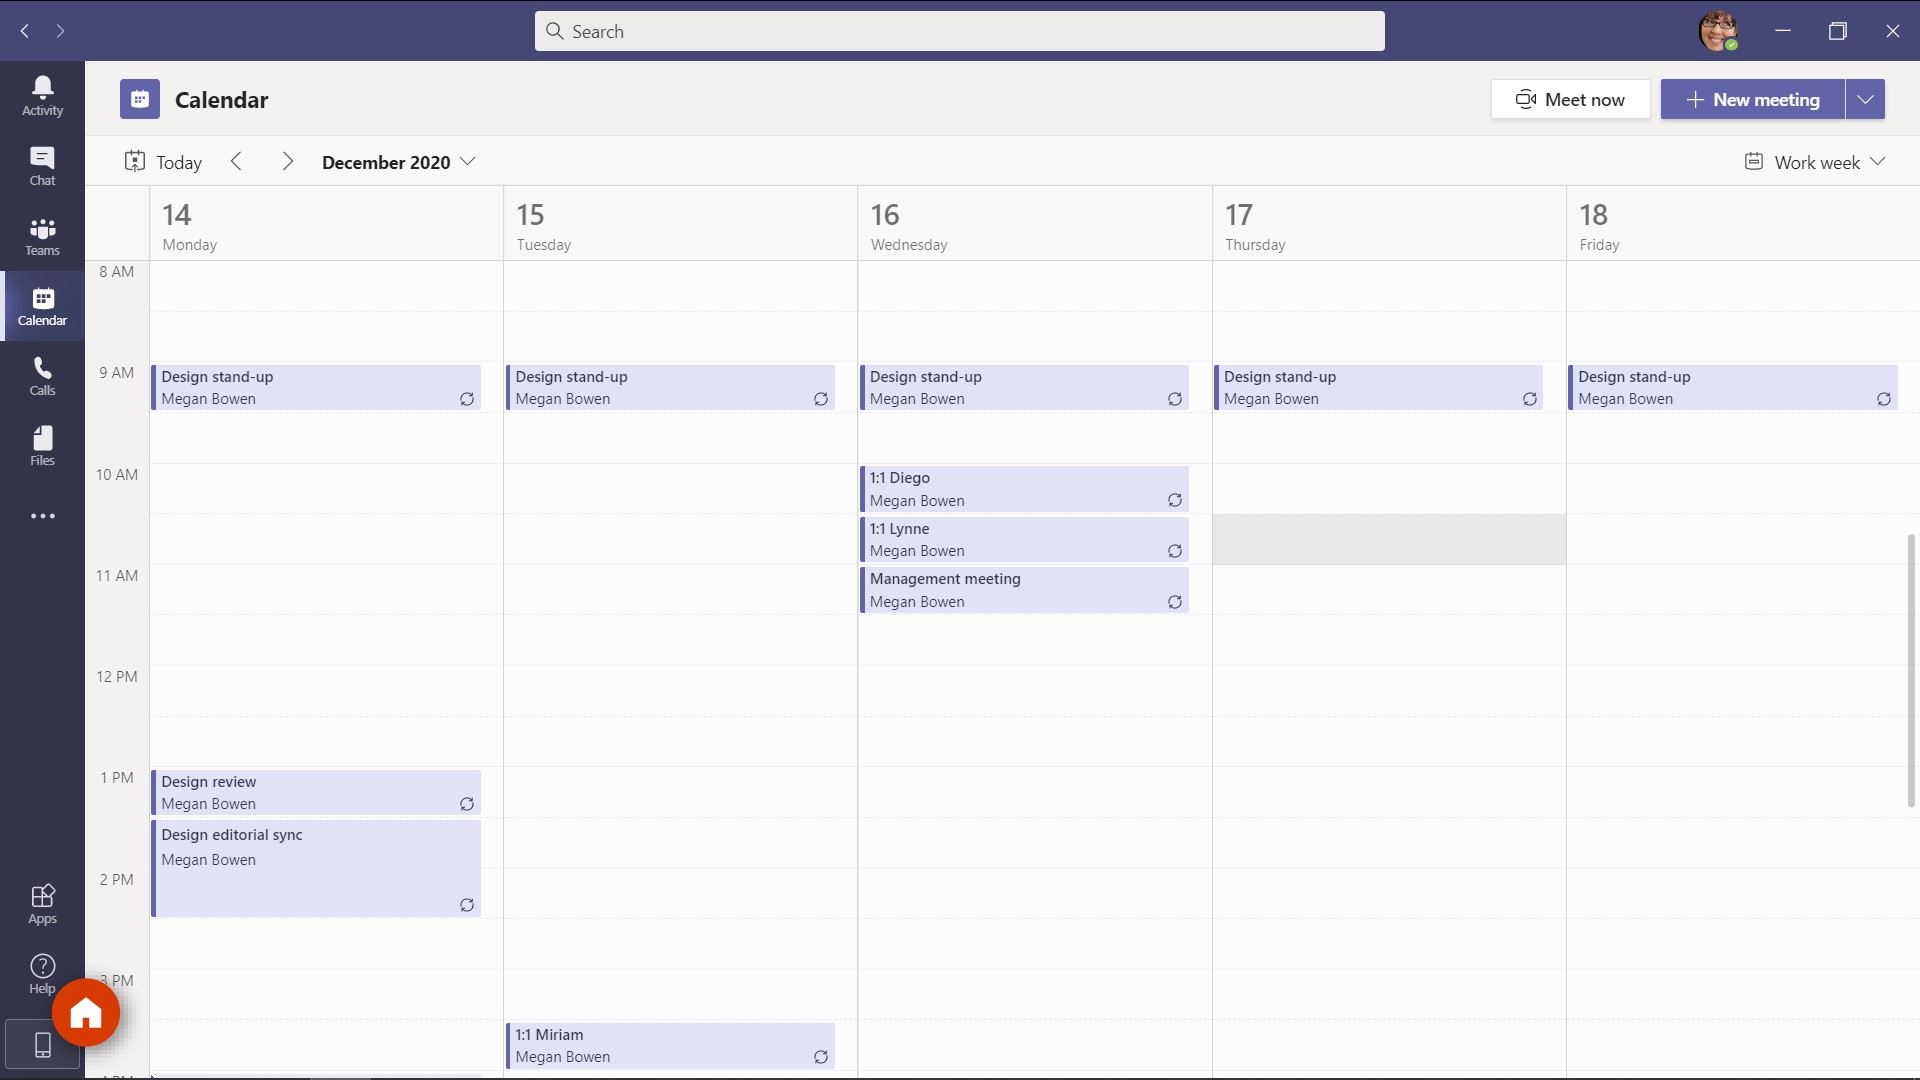 Search
Activity
Chat
Teams
Calendar
Calls
Files
Apps
Help
Calendar
Meet now
New meeting
Today
December 2020
Work week
14
Monday
15
Tuesday
16
Wednesday
17
Thursday
18
Friday
8 AM
9 AM
Design stand-up
Megan Bowen
Design stand-up
Megan Bowen
Design stand-up
Megan Bowen
Design stand-up
Megan Bowen
Design stand-up
Megan Bowen
10 AM
1:1 Diego
Megan Bowen
1:1 Lynne
Megan Bowen
11 AM
Management meeting
Megan Bowen
12 PM
1 PM
Design review
Megan Bowen
Design editorial sync
Megan Bowen
2 PM
3 PM
1:1 Miriam
Megan Bowen